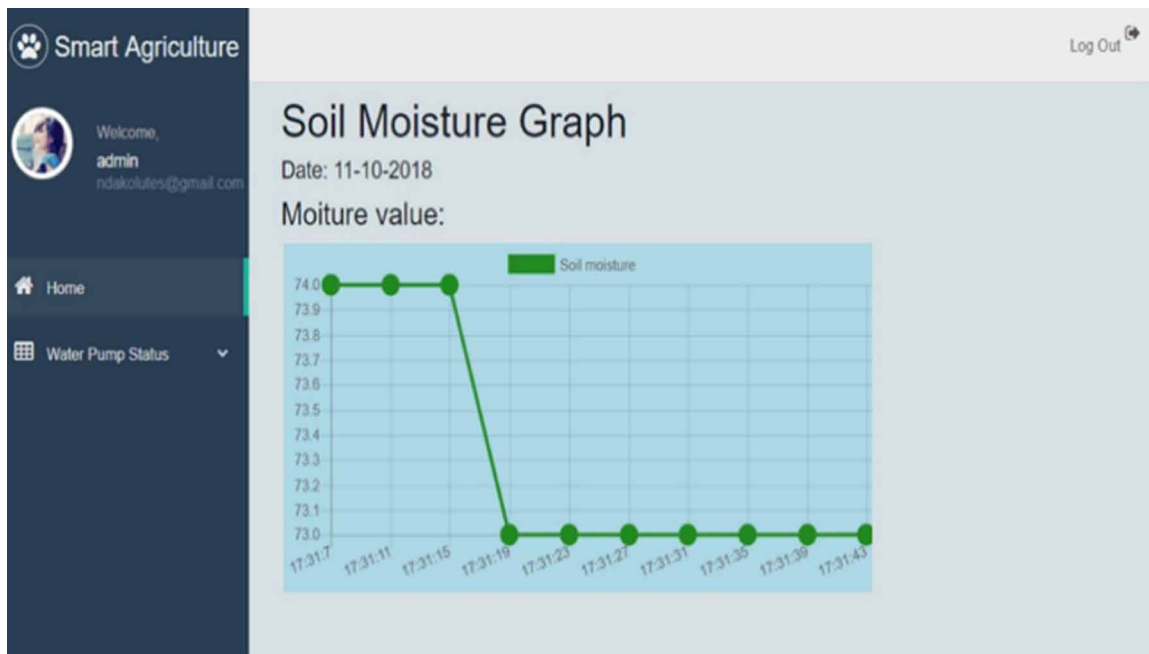 Smart Agriculture
Log Out
Welcome,
admin
ndakolutes@gmail.com
Home
Water Pump Status
Soil Moisture Graph
Date: 11-10-2018
Moiture value:
Soil moisture
74.0
73.9
73.8
73.7
73.6
73.5
73.4
73.3
73.2
73.1
73.0
17:31:7 17:31:11 17:31:15 17:31:19 17:31:23 17:31:27 17:31:31 17:31:35 17:31:39 17:31:43